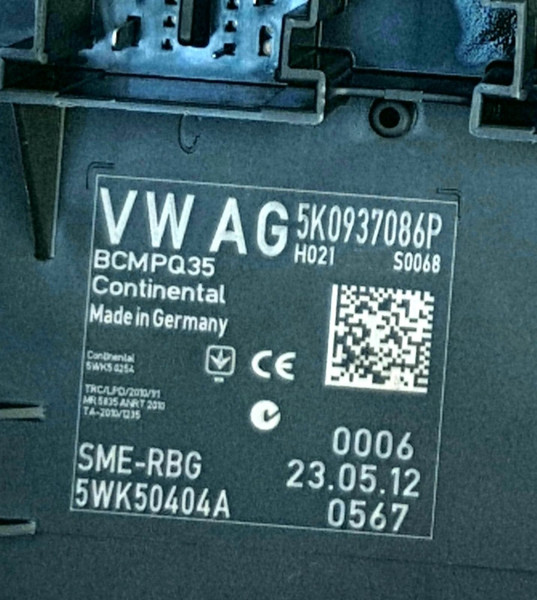 VW AG 5K0937086P
H021 S0068
BCMPQ35
Continental
Made in Germany
Continental
5WK50254
CE
TRC/LPD/2010/91
MR 5835 ANRT 2010
TA-2010/1235
0006
SME-RBG 23.05.12
5WK50404A 0567